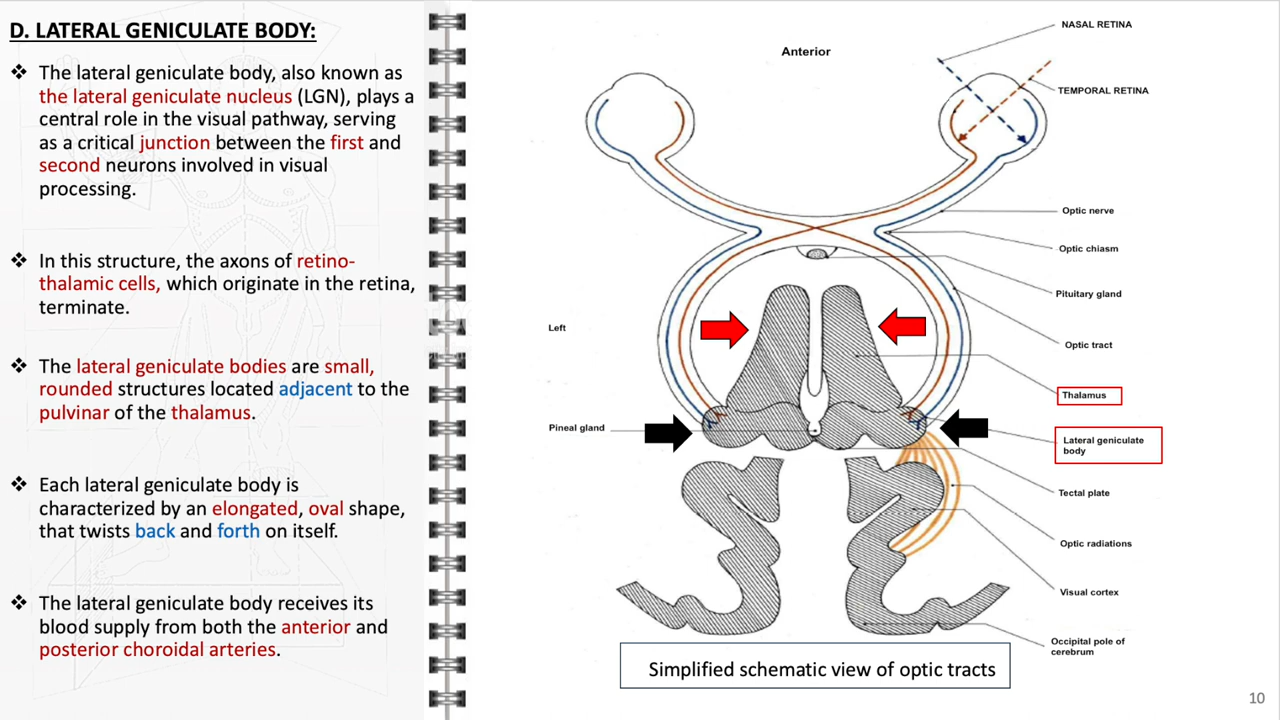 D. LATERAL GENICULATE BODY:
❖ The lateral geniculate body, also known as
the lateral geniculate nucleus (LGN), plays a
central role in the visual pathway, serving
as a critical junction between the first and
second neurons involved in visual
processing.
❖ In this structure, the axons of retino-
thalamic cells, which originate in the retina,
terminate.
❖ The lateral geniculate bodies are small,
rounded structures located adjacent to the
pulvinar of the thalamus.
❖ Each lateral geniculate body is
characterized by an elongated, oval shape,
that twists back and forth on itself.
❖ The lateral geniculate body receives its
blood supply from both the anterior and
posterior choroidal arteries.
Anterior
Left
Pineal gland
NASAL RETINA
TEMPORAL RETINA
Optic nerve
Optic chiasm
Pituitary gland
Optic tract
Thalamus
Lateral geniculate
body
Tectal plate
Optic radiations
Visual cortex
Occipital pole of
cerebrum
Simplified schematic view of optic tracts
10